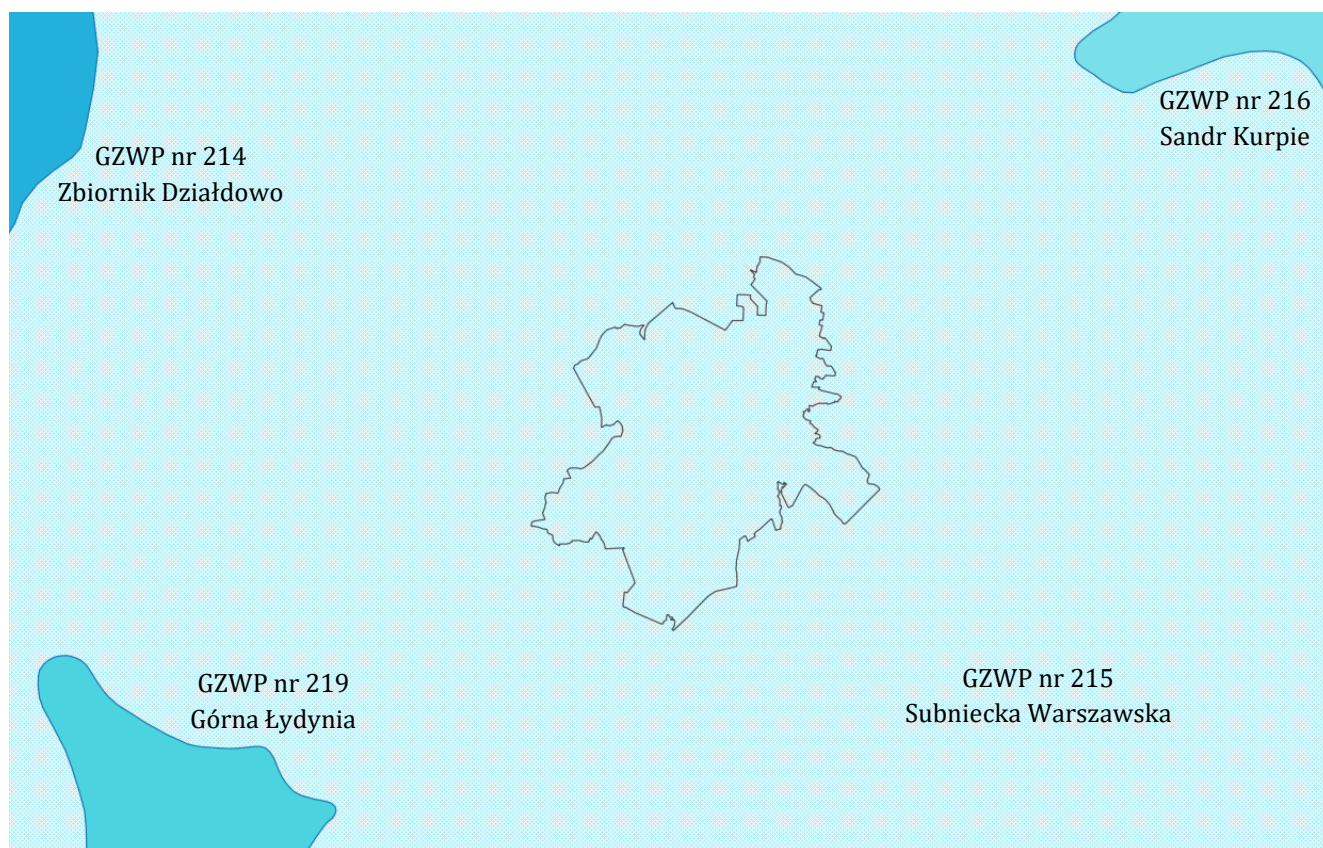 GZWP nr 216
Sandr Kurpie
GZWP nr 214
Zbiornik Działdowo
GZWP nr 219
Górna Łydynia
GZWP nr 215
Subniecka Warszawska